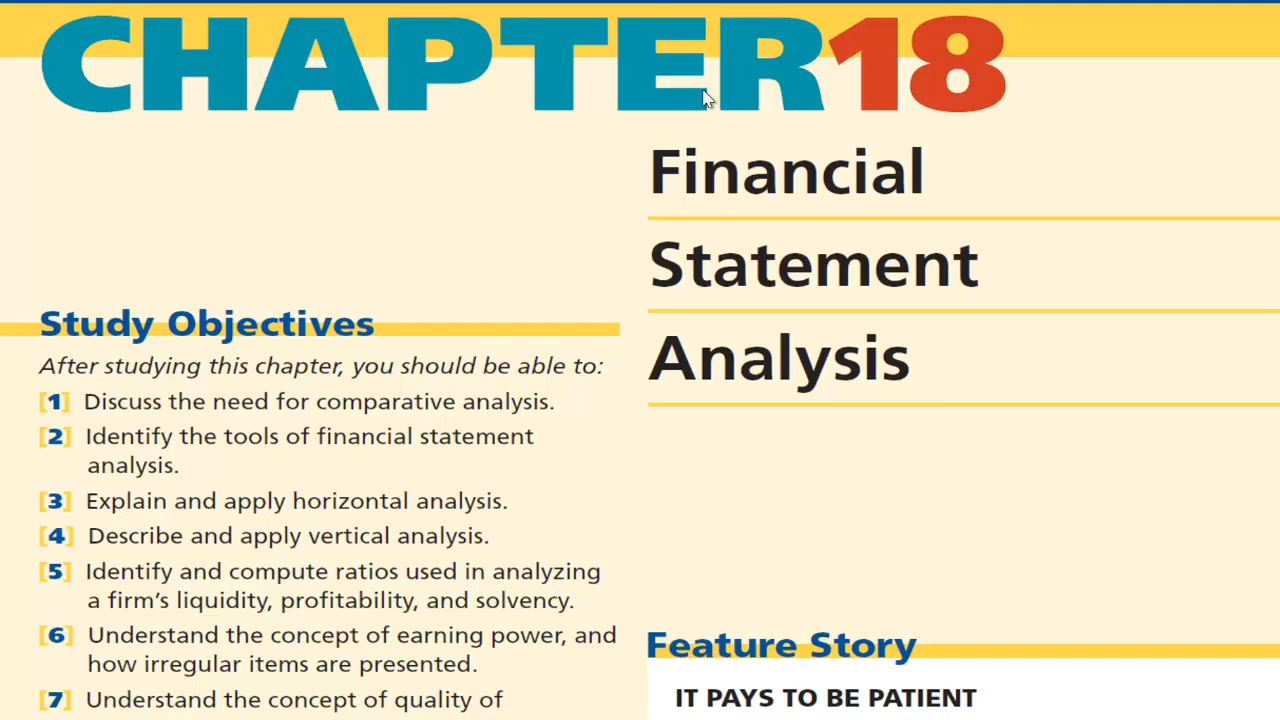 CHAPTER18
Financial
Statement
Analysis
Study Objectives
After studying this chapter, you should be able to:
[1] Discuss the need for comparative analysis.
[2] Identify the tools of financial statement
analysis.
[3] Explain and apply horizontal analysis.
[4] Describe and apply vertical analysis.
[5] Identify and compute ratios used in analyzing
a firm's liquidity, profitability, and solvency.
[6] Understand the concept of earning power, and
how irregular items are presented.
[7] Understand the concept of quality of
Feature Story
IT PAYS TO BE PATIENT